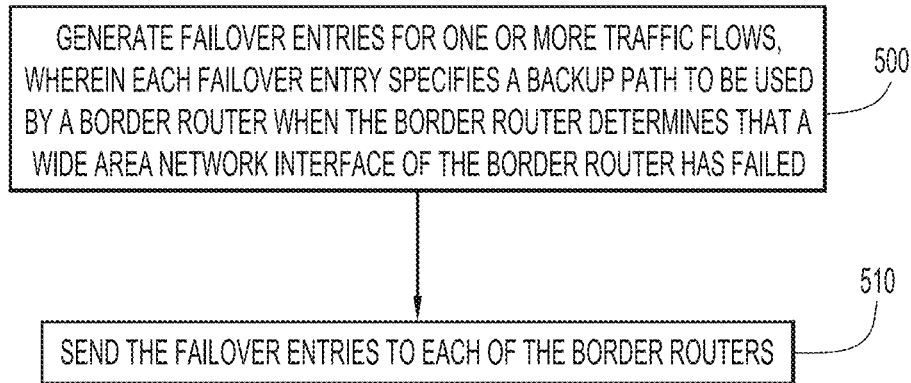 GENERATE FAILOVER ENTRIES FOR ONE OR MORE TRAFFIC FLOWS,
WHEREIN EACH FAILOVER ENTRY SPECIFIES A BACKUP PATH TO BE USED
BY A BORDER ROUTER WHEN THE BORDER ROUTER DETERMINES THAT A
WIDE AREA NETWORK INTERFACE OF THE BORDER ROUTER HAS FAILED
500
510
SEND THE FAILOVER ENTRIES TO EACH OF THE BORDER ROUTERS